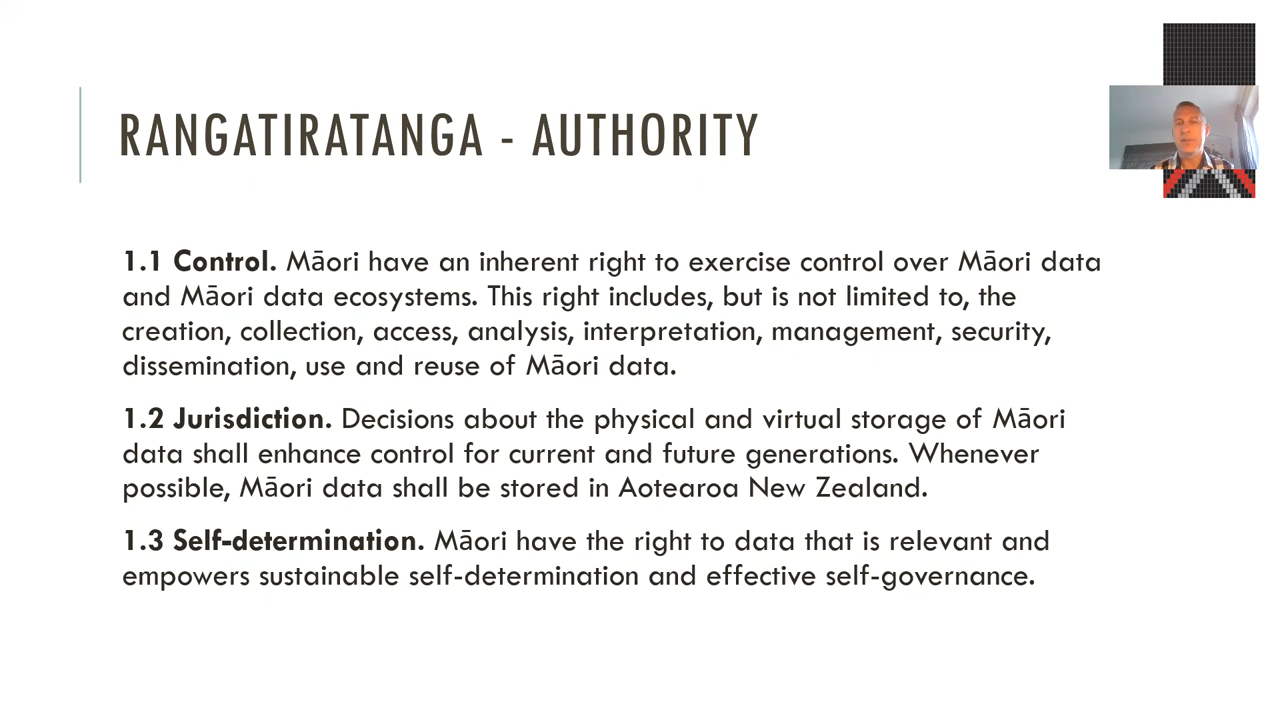 RANGATIRATANGA - AUTHORITY
1.1 Control. Māori have an inherent right to exercise control over Māori data
and Māori data ecosystems. This right includes, but is not limited to, the
creation, collection, access, analysis, interpretation, management, security,
dissemination, use and reuse of Māori data.
1.2 Jurisdiction. Decisions about the physical and virtual storage of Māori
data shall enhance control for current and future generations. Whenever
possible, Māori data shall be stored in Aotearoa New Zealand.
1.3 Self-determination. Māori have the right to data that is relevant and
empowers sustainable self-determination and effective self-governance.